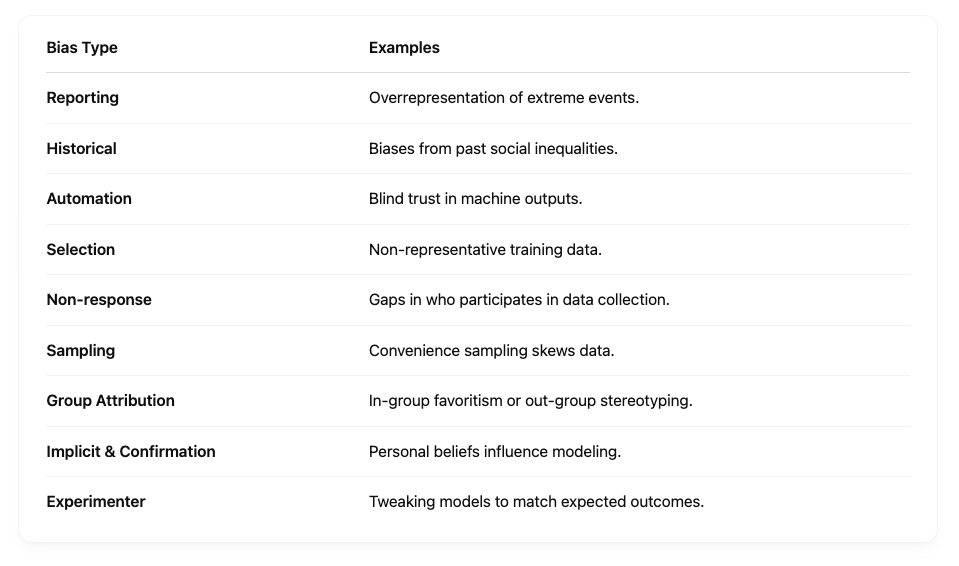 Bias Type Examples
Reporting Overrepresentation of extreme events.
Historical Biases from past social inequalities.
Automation Blind trust in machine outputs.
Selection Non-representative training data.
Non-response Gaps in who participates in data collection.
Sampling Convenience sampling skews data.
Group Attribution In-group favoritism or out-group stereotyping.
Implicit & Confirmation Personal beliefs influence modeling.
Experimenter Tweaking models to match expected outcomes.